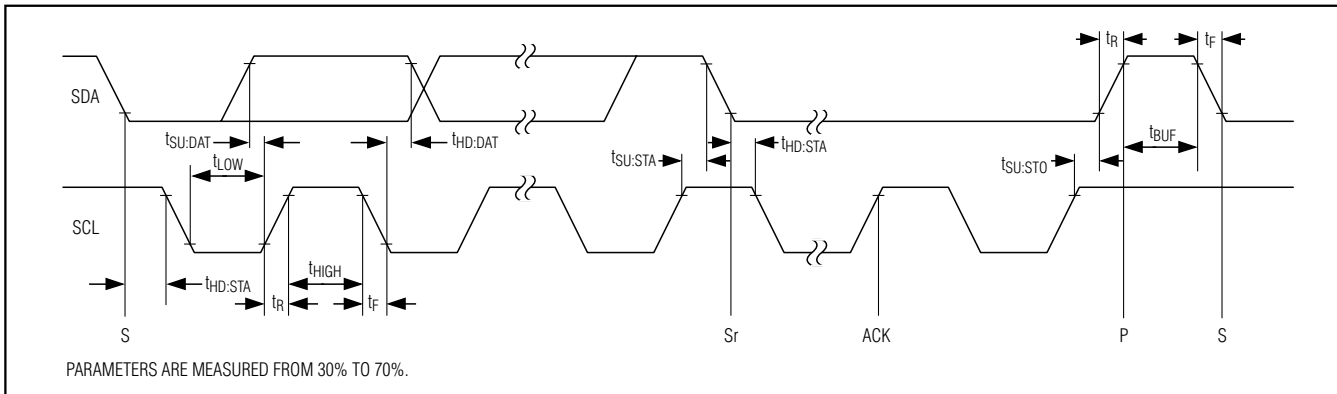 tR
tF
SDA
tSU:DAT
tHD:DAT
tLOW
tSU:STA
tHD:STA
tSU:STO
tBUF
SCL
tHD:STA
tR
tHIGH
tF
S
Sr
ACK
P
S
PARAMETERS ARE MEASURED FROM 30% TO 70%.